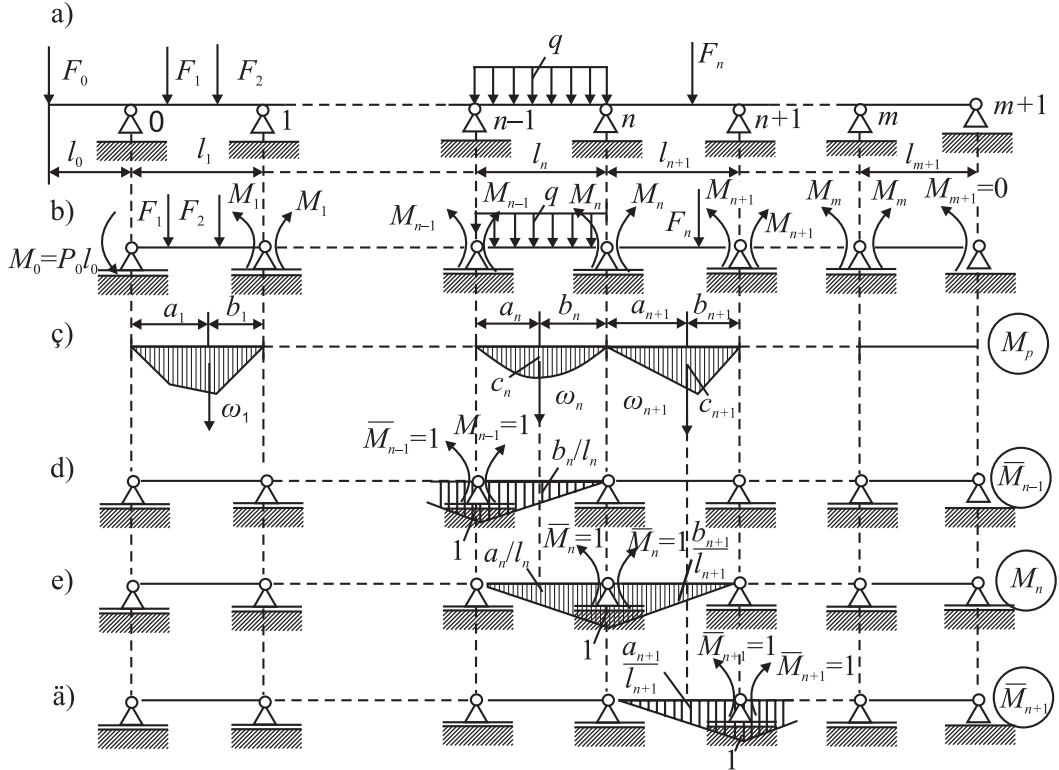 a)
F₀ F₁ F₂ q Fₙ
0 1 n–1 n n+1 m m+1
l₀ l₁ lₙ lₙ₊₁ lₘ₊₁
b)
F₁ F₂ M₁ M₁ Mₙ₋₁ Mₙ₋₁ q Mₙ Mₙ Fₙ Mₙ₊₁ Mₙ₊₁ Mₘ Mₘ Mₘ₊₁=0
M₀=P₀l₀
a₁ b₁ aₙ bₙ aₙ₊₁ bₙ₊₁
ç)
cₙ cₙ₊₁ Mₚ
ω₁ ωₙ ωₙ₊₁
M̅ₙ₋₁=1 Mₙ₋₁=1
d) bₙ/lₙ M̅ₙ₋₁
1
e) aₙ/lₙ M̅ₙ=1 M̅ₙ=1 bₙ₊₁/lₙ₊₁ Mₙ
1
ä) aₙ₊₁/lₙ₊₁ M̅ₙ₊₁=1 M̅ₙ₊₁=1 M̅ₙ₊₁
1